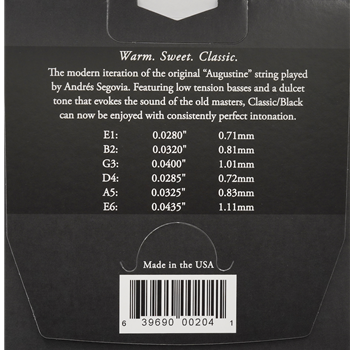 Warm. Sweet. Classic.
The modern iteration of the original “Augustine” string played
by Andrés Segovia. Featuring low tension basses and a dulcet
tone that evokes the sound of the old masters, Classic/Black
can now be enjoyed with consistently perfect intonation.
E1: 0.0280" 0.71mm
B2: 0.0320" 0.81mm
G3: 0.0400" 1.01mm
D4: 0.0285" 0.72mm
A5: 0.0325" 0.83mm
E6: 0.0435" 1.11mm
Made in the USA
6 39690 00204 1